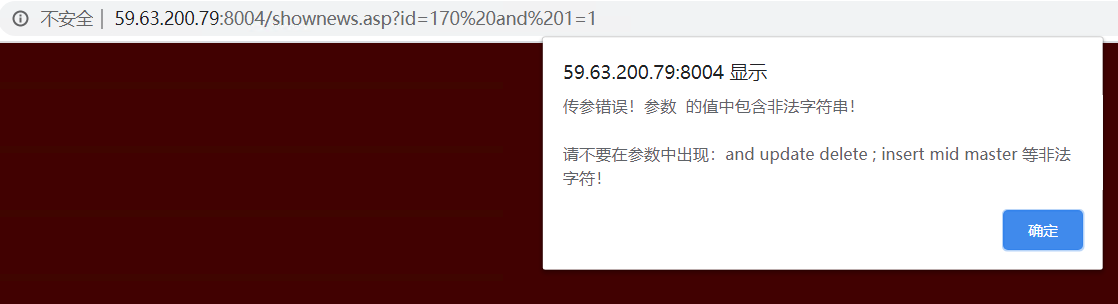 不安全 | 59.63.200.79:8004/shownews.asp?id=170%20and%201=1
59.63.200.79:8004 显示
传参错误！参数 的值中包含非法字符串！
请不要在参数中出现：and update delete ; insert mid master 等非法
字符！
确定